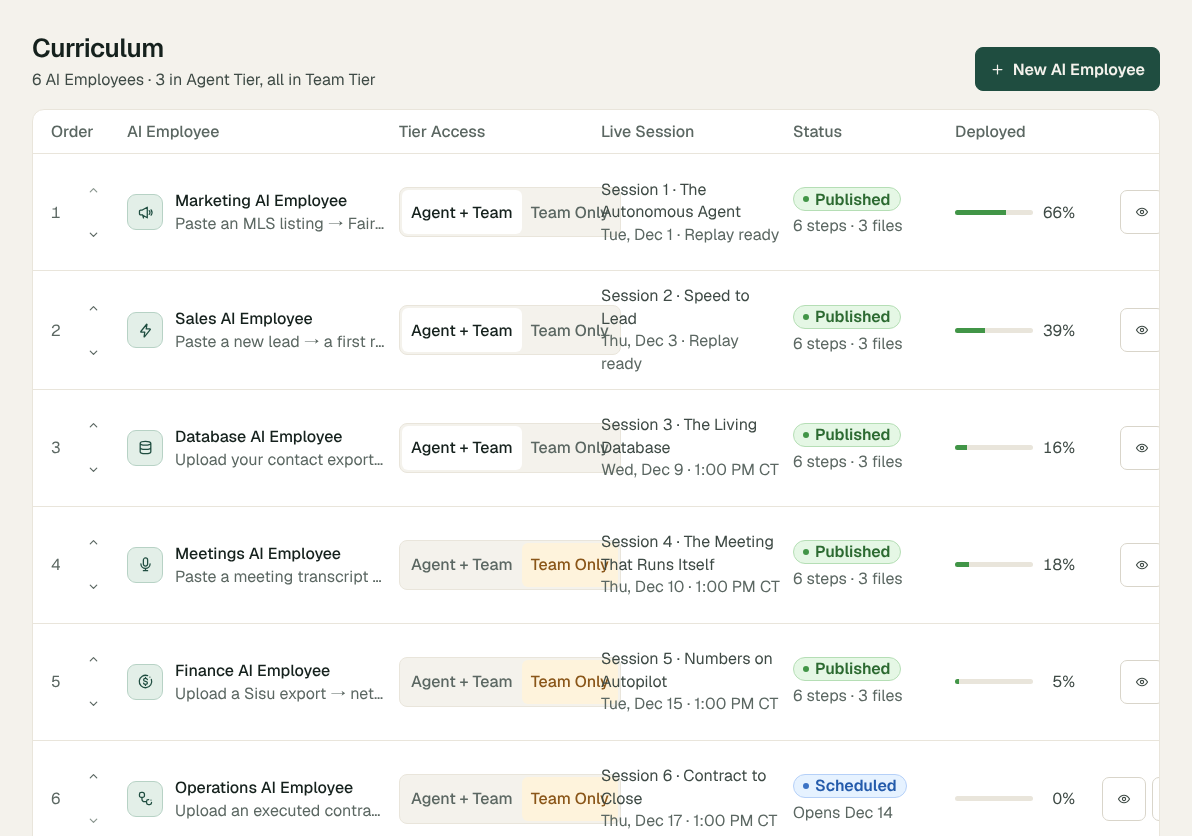 Curriculum
6 AI Employees · 3 in Agent Tier, all in Team Tier
+ New AI Employee
Order AI Employee Tier Access Live Session Status Deployed
1
Marketing AI Employee
Paste an MLS listing → Fair…
Agent + Team Team Only
Session 1 · The
Autonomous Agent
Tue, Dec 1 · Replay ready
Published
6 steps · 3 files
66%
2
Sales AI Employee
Paste a new lead → a first r…
Agent + Team Team Only
Session 2 · Speed to
Lead
Thu, Dec 3 · Replay
ready
Published
6 steps · 3 files
39%
3
Database AI Employee
Upload your contact export…
Agent + Team Team Only
Session 3 · The Living
Database
Wed, Dec 9 · 1:00 PM CT
Published
6 steps · 3 files
16%
4
Meetings AI Employee
Paste a meeting transcript …
Agent + Team Team Only
Session 4 · The Meeting
That Runs Itself
Thu, Dec 10 · 1:00 PM CT
Published
6 steps · 3 files
18%
5
Finance AI Employee
Upload a Sisu export → net…
Agent + Team Team Only
Session 5 · Numbers on
Autopilot
Tue, Dec 15 · 1:00 PM CT
Published
6 steps · 3 files
5%
6
Operations AI Employee
Upload an executed contra…
Agent + Team Team Only
Session 6 · Contract to
Close
Thu, Dec 17 · 1:00 PM CT
Scheduled
Opens Dec 14
0%